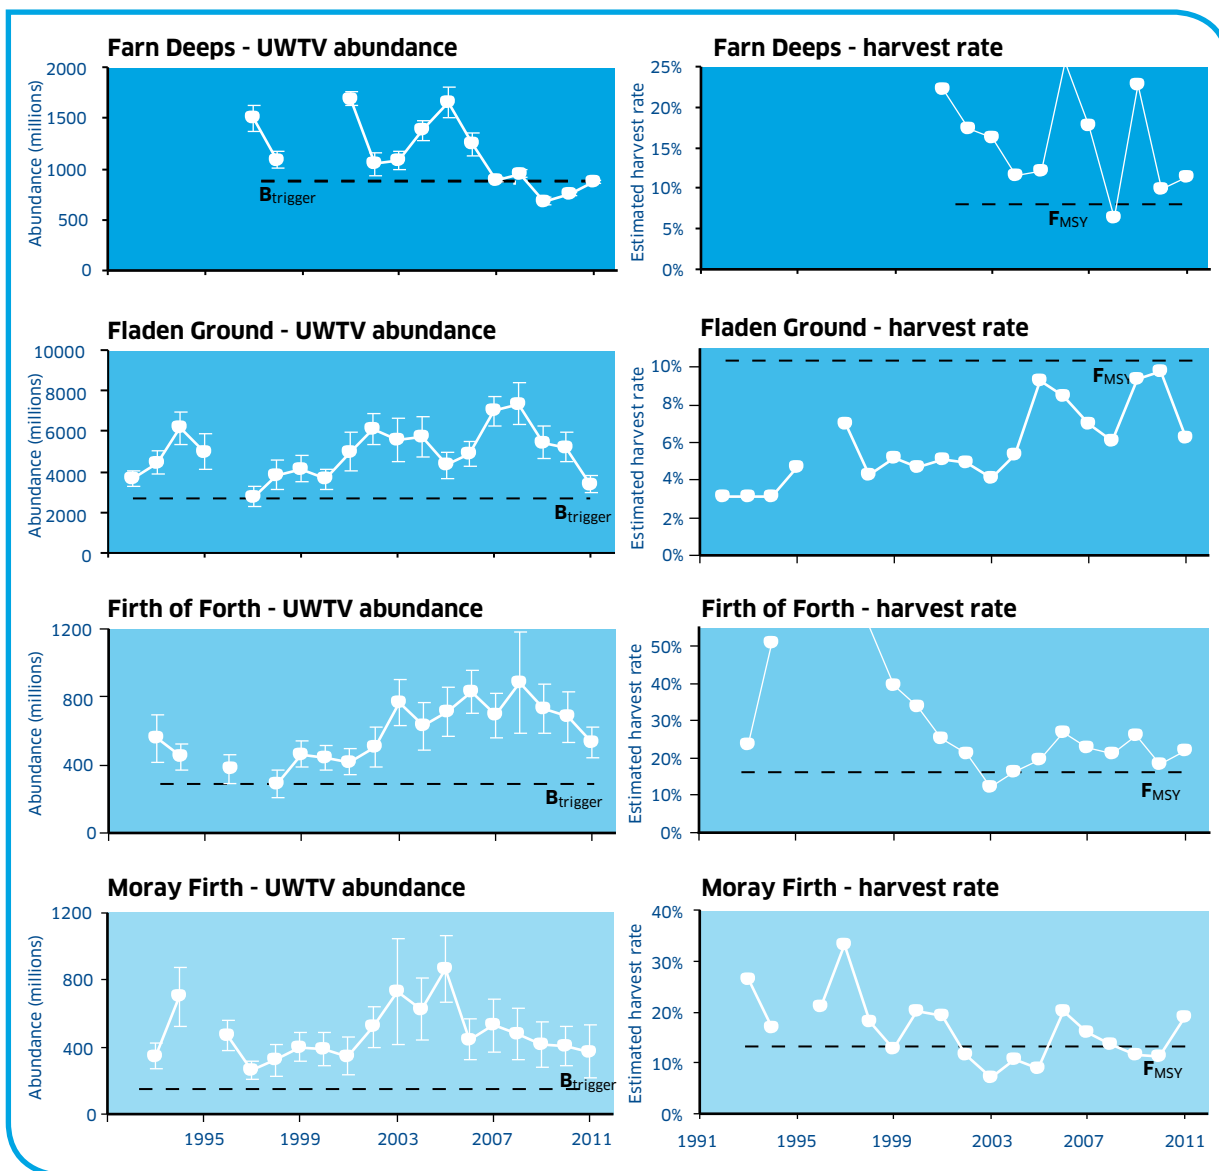 Farn Deeps - UWTV abundance
Abundance (millions)
2000
1500
1000
500
0
Btrigger
Farn Deeps - harvest rate
Estimated harvest rate
25%
20%
15%
10%
5%
0%
FMSY
Fladen Ground - UWTV abundance
Abundance (millions)
10000
8000
6000
4000
2000
0
Btrigger
Fladen Ground - harvest rate
Estimated harvest rate
10%
8%
6%
4%
2%
0%
FMSY
Firth of Forth - UWTV abundance
Abundance (millions)
1200
800
400
0
Btrigger
Firth of Forth - harvest rate
Estimated harvest rate
50%
40%
30%
20%
10%
0%
FMSY
Moray Firth - UWTV abundance
Abundance (millions)
1200
800
400
0
Btrigger
1995 1999 2003 2007 2011
Moray Firth - harvest rate
Estimated harvest rate
40%
30%
20%
10%
0%
FMSY
1991 1995 1999 2003 2007 2011